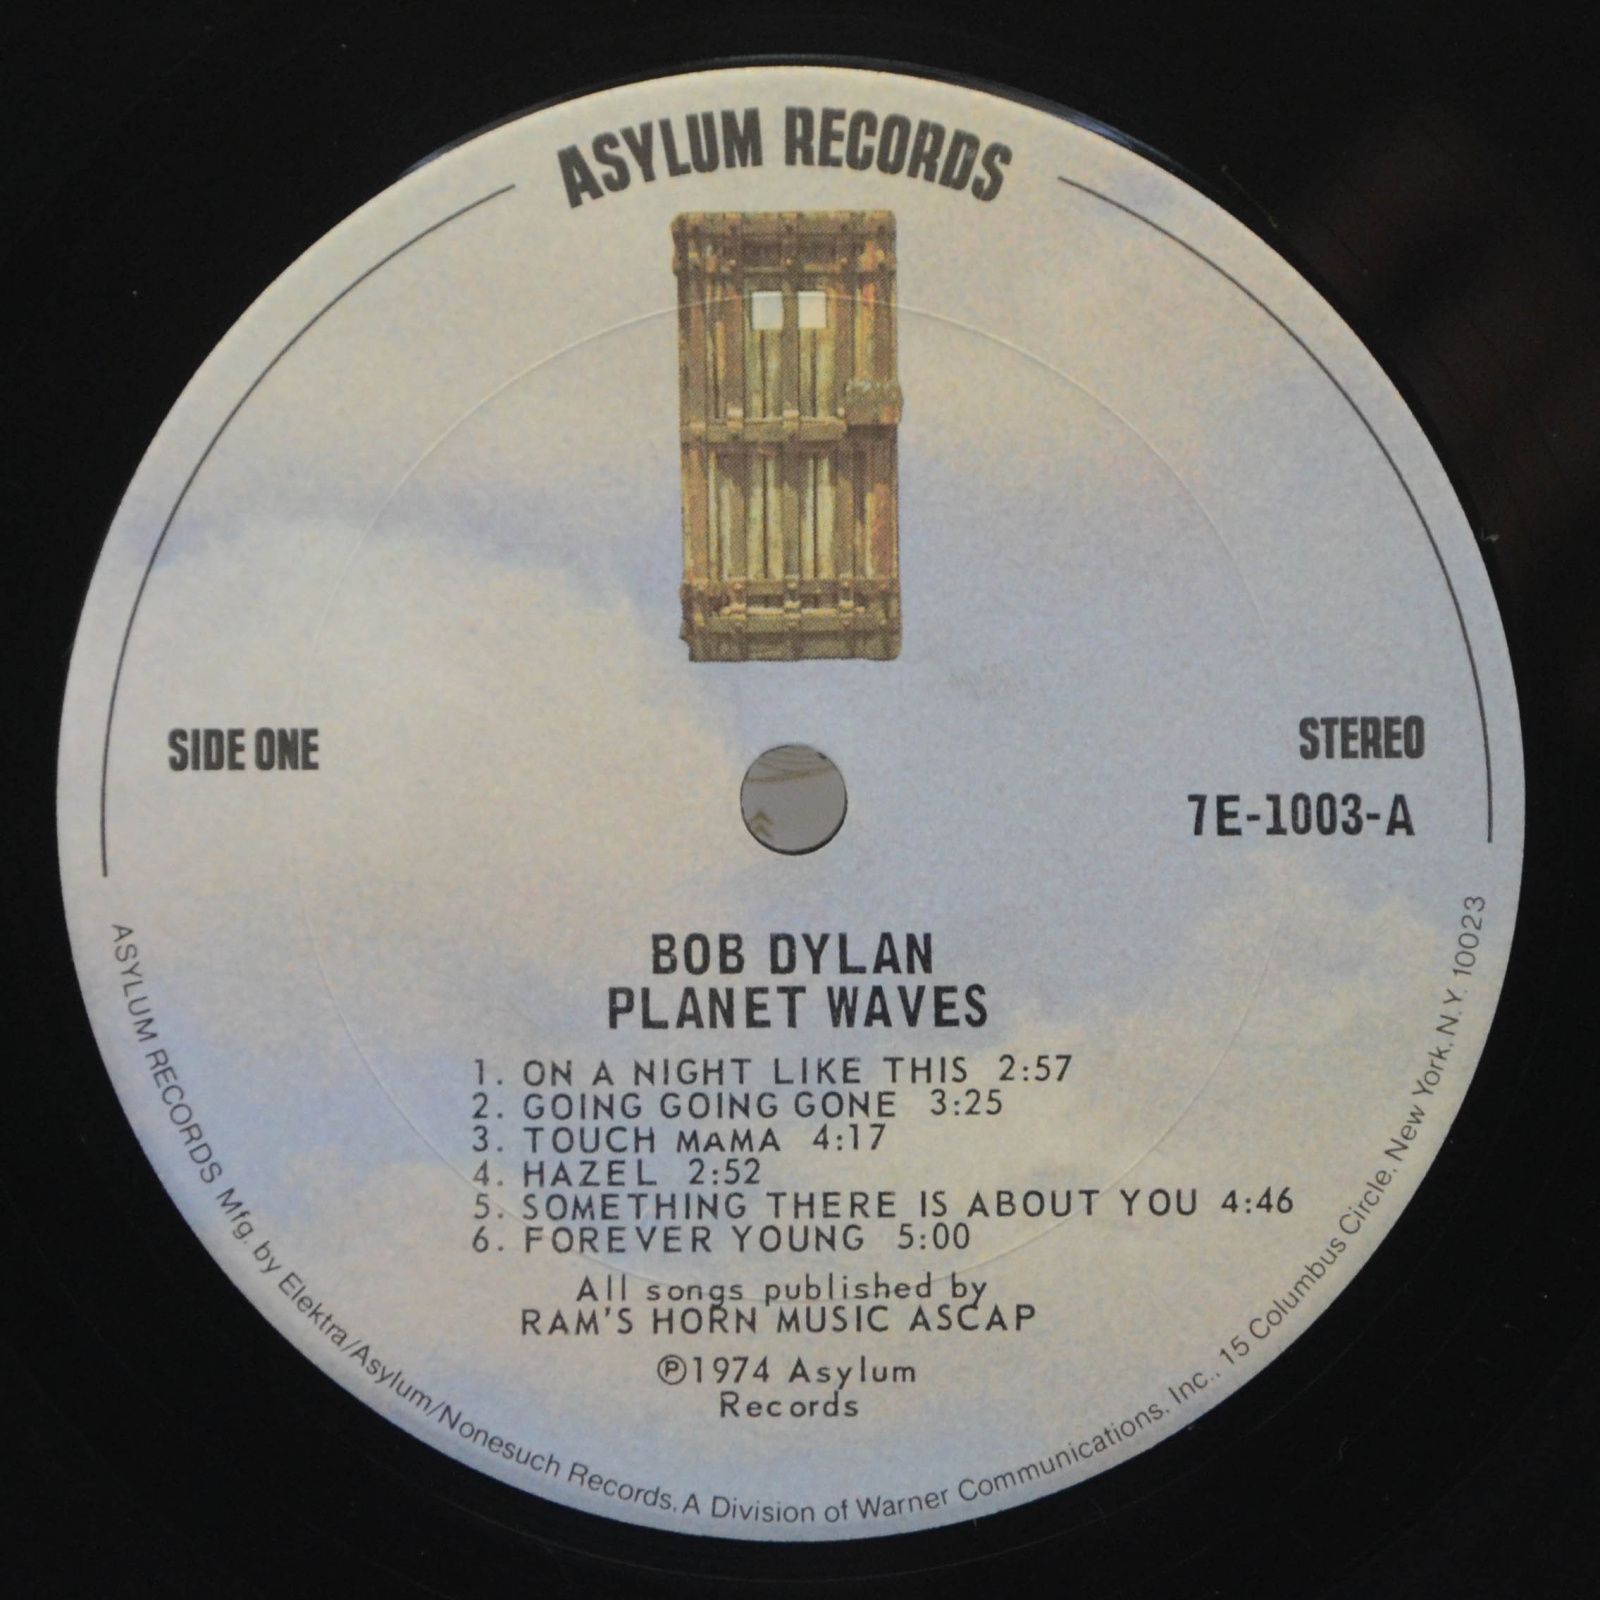 ASYLUM RECORDS
SIDE ONE
STEREO
7E-1003-A
BOB DYLAN
PLANET WAVES
1. ON A NIGHT LIKE THIS 2:57
2. GOING GOING GONE 3:25
3. TOUCH MAMA 4:17
4. HAZEL 2:52
5. SOMETHING THERE IS ABOUT YOU 4:46
6. FOREVER YOUNG 5:00
All songs published by
RAM'S HORN MUSIC ASCAP
℗1974 Asylum
Records
ASYLUM RECORDS Mfg. by Elektra/Asylum/Nonesuch Records, A Division of Warner Communications, Inc., 15 Columbus Circle, New York, N.Y. 10023